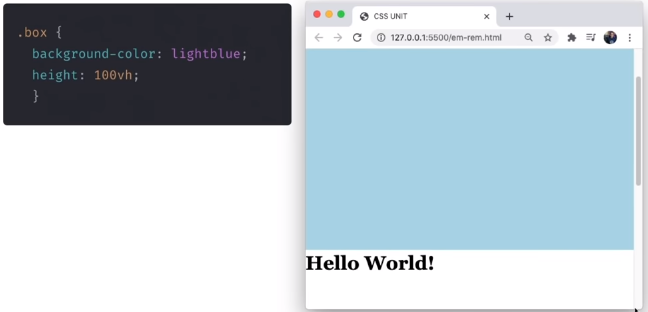 .box {
background-color: lightblue;
height: 100vh;
}
CSS UNIT
127.0.0.1:5500/em-rem.html
Hello World!